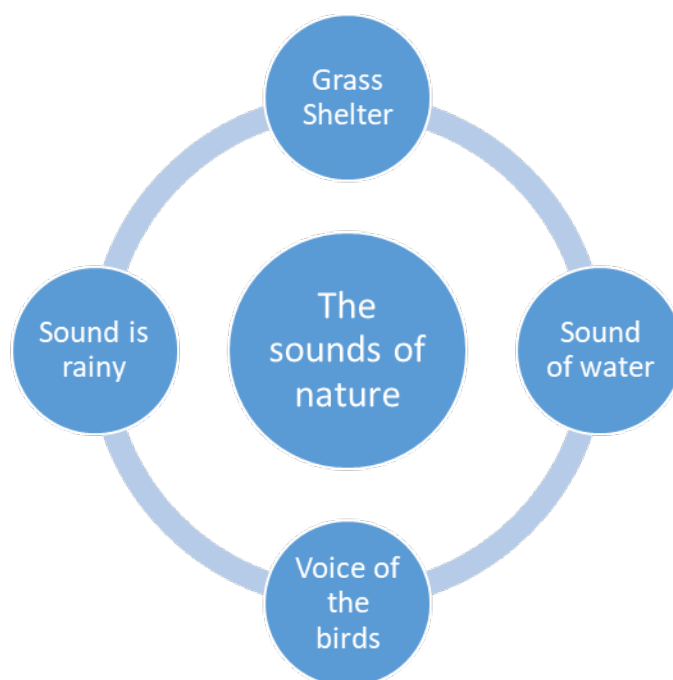 Grass
Shelter
The
sounds of
nature
Sound is
rainy
Sound
of water
Voice of
the
birds